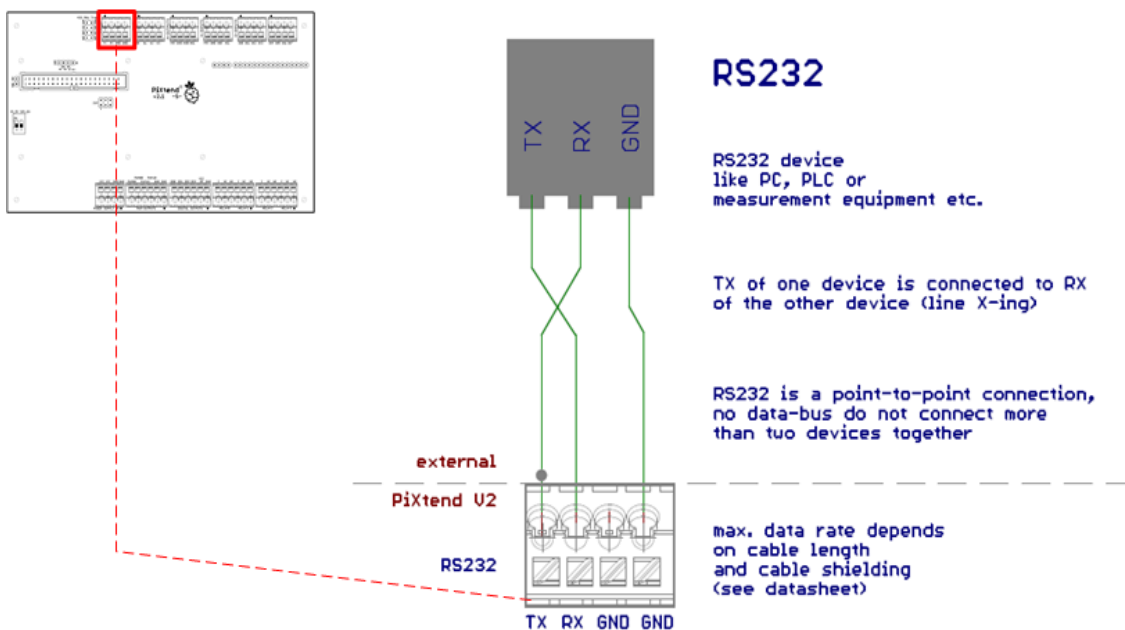 PiXtend
TX
RX
GND
RS232
RS232 device
like PC, PLC or
measurement equipment etc.
TX of one device is connected to RX
of the other device (line X-ing)
RS232 is a point-to-point connection,
no data-bus do not connect more
than two devices together
external
PiXtend V2
RS232
max. data rate depends
on cable length
and cable shielding
(see datasheet)
TX RX GND GND